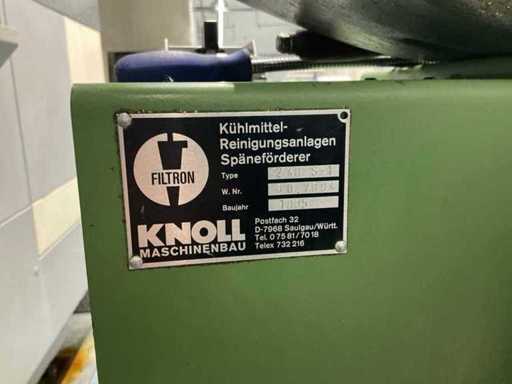 FILTRON
Kühlmittel-
Reinigungsanlagen
Späneförderer
Type
W. Nr.
Baujahr
KNOLL
MASCHINENBAU
Postfach 32
D-7968 Saulgau/Württ.
Tel. 0 75 81/70 18
Telex 732 216